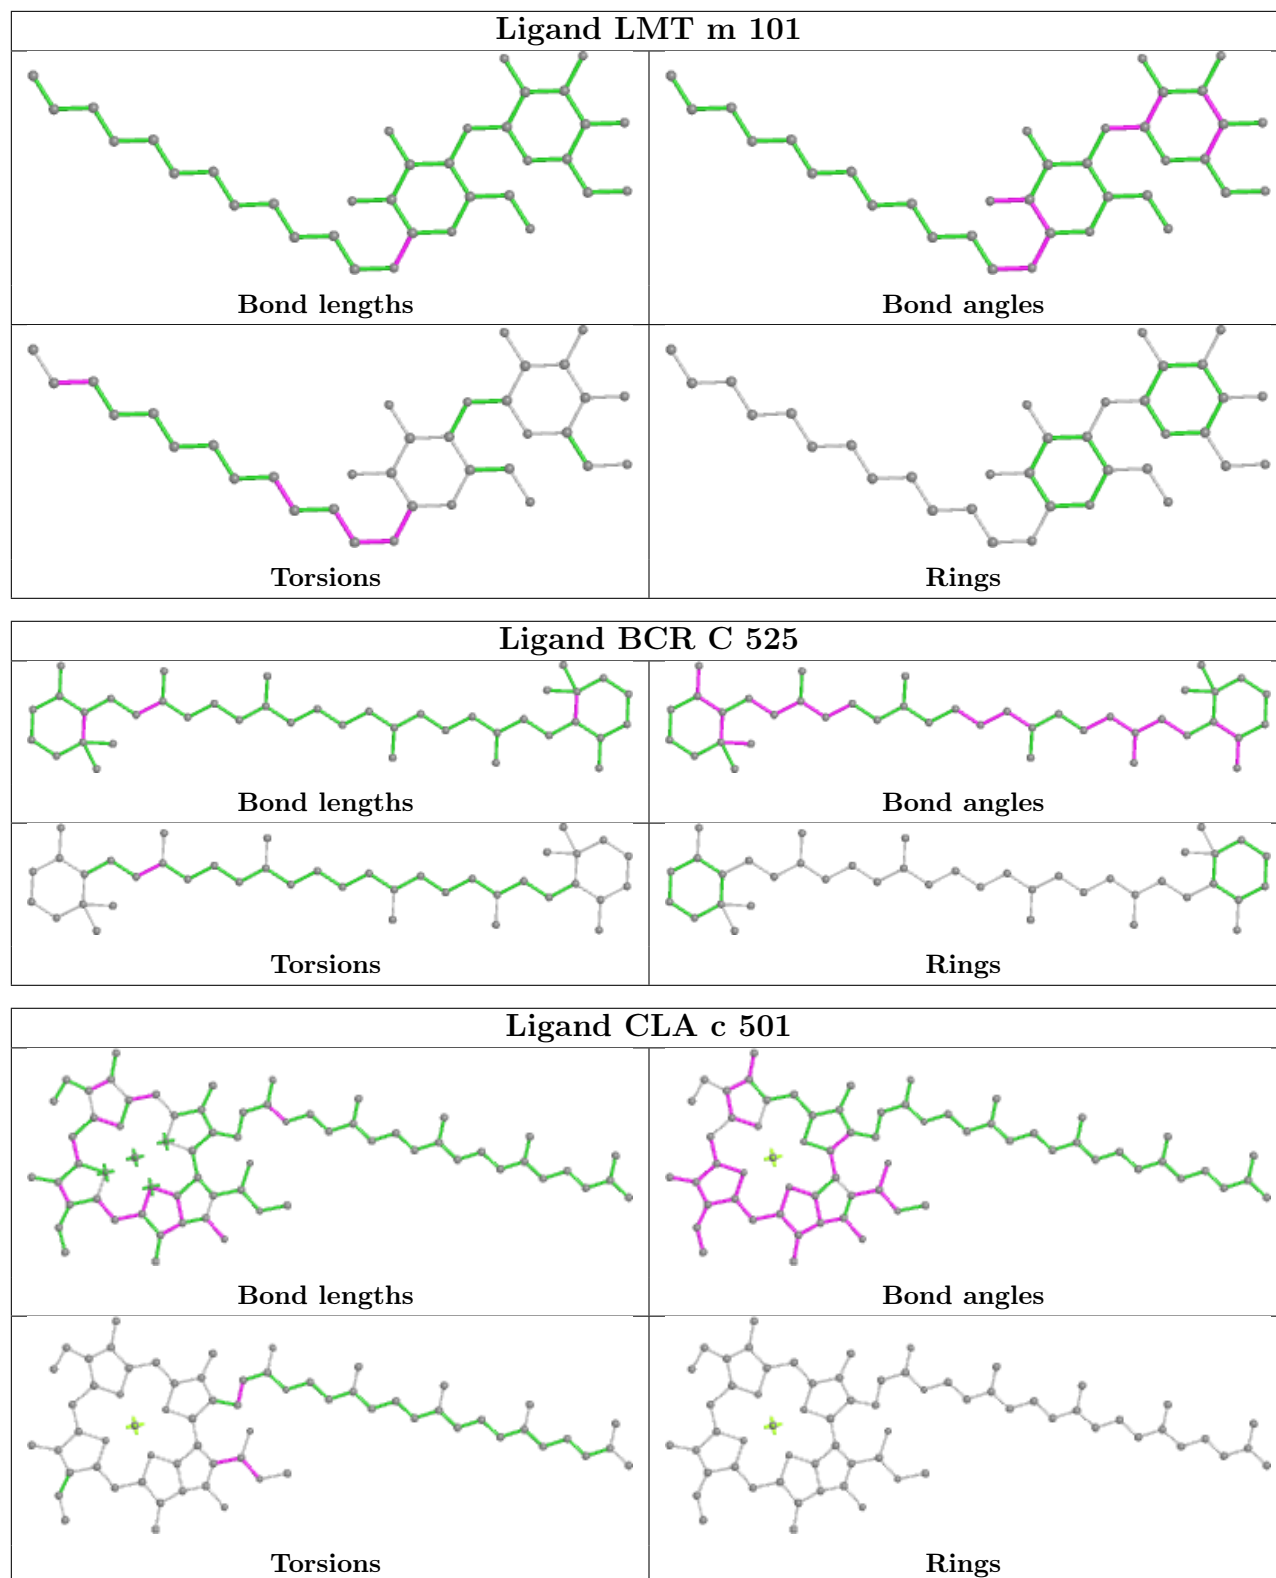 Ligand LMT m 101
Bond lengths
Bond angles
Torsions
Rings
Ligand BCR C 525
Bond lengths
Bond angles
Torsions
Rings
Ligand CLA c 501
Bond lengths
Bond angles
Torsions
Rings